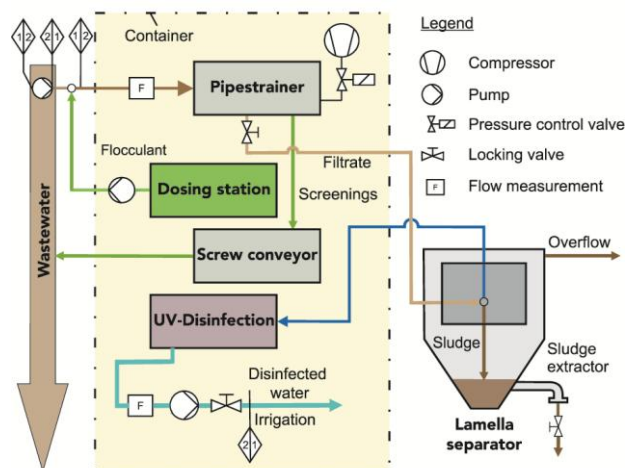 Container
1 2
2 1
1 2
F
Pipestrainer
Flocculant
Filtrate
Dosing station
Screenings
Wastewater
Screw conveyor
UV-Disinfection
F
Disinfected
water
Irrigation
2 1
Legend
Compressor
Pump
Pressure control valve
Locking valve
F
Flow measurement
Overflow
Sludge
Sludge
extractor
Lamella
separator